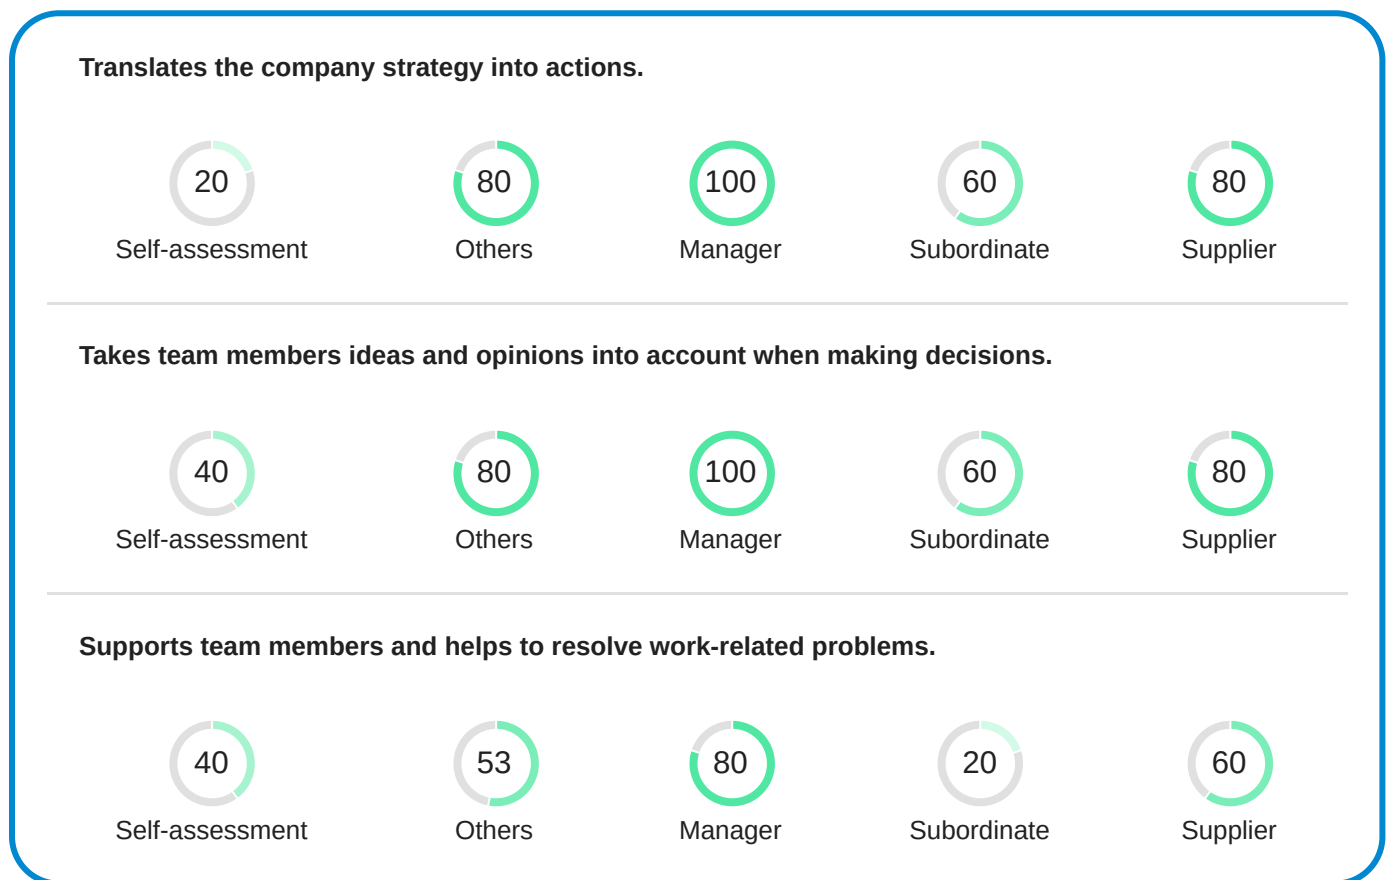 Translates the company strategy into actions.
20 80 100 60 80
Self-assessment Others Manager Subordinate Supplier
Takes team members ideas and opinions into account when making decisions.
40 80 100 60 80
Self-assessment Others Manager Subordinate Supplier
Supports team members and helps to resolve work-related problems.
40 53 80 20 60
Self-assessment Others Manager Subordinate Supplier